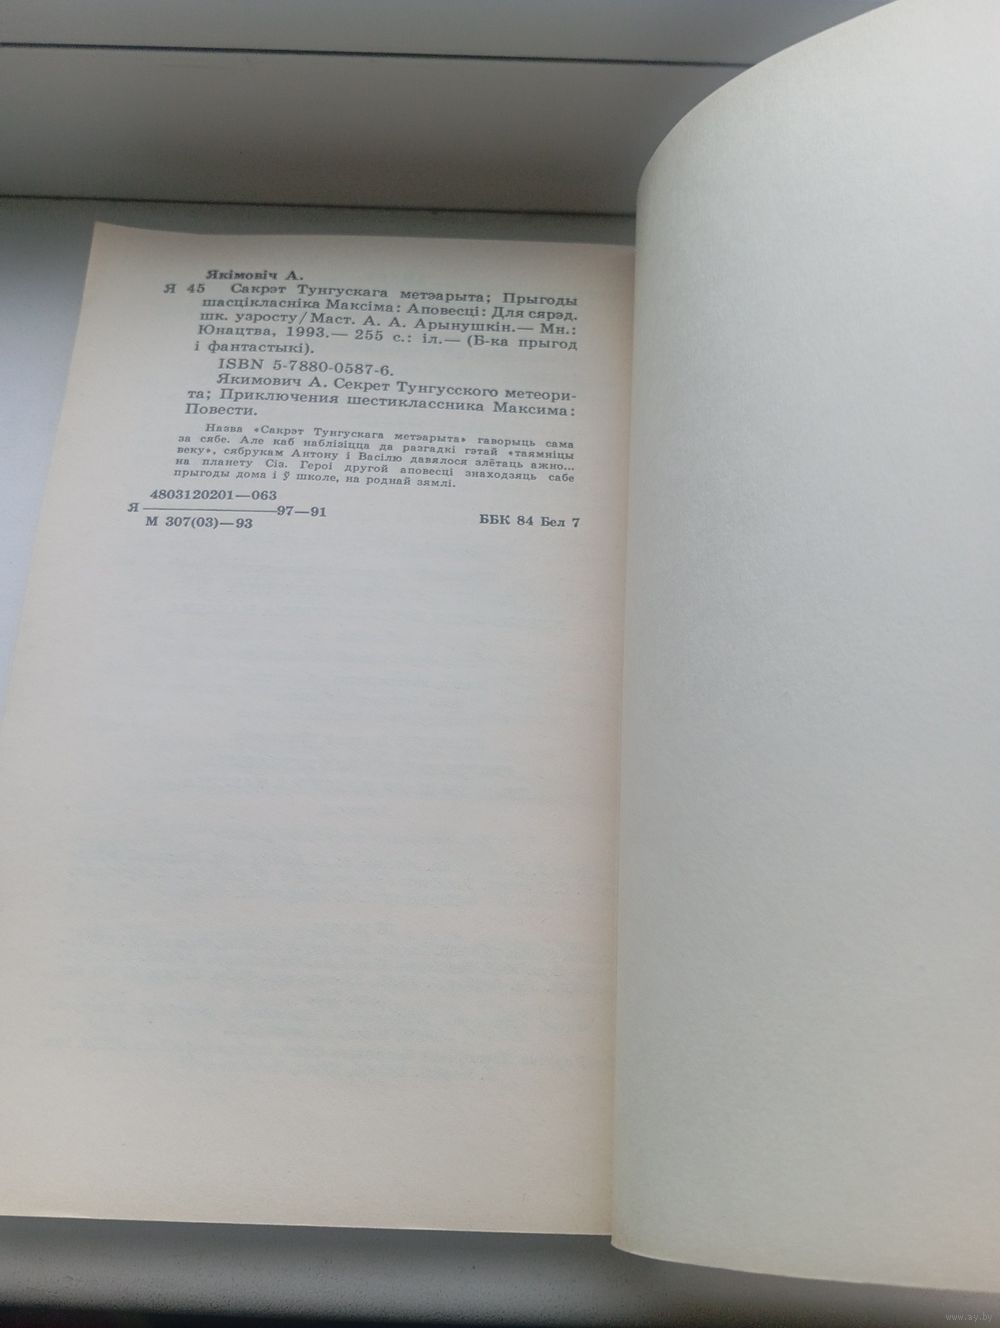 Якімовіч А.
Я 45 Сакрэт Тунгускага метэарыта; Прыгоды
шасцікласніка Максіма: Аповесці: Для сярэд.
шк. узросту/Маст. А. А. Арынушкін.— Мн.:
Юнацтва, 1993.— 255 с.: іл.— (Б-ка прыгод
і фантастыкі).
ISBN 5-7880-0587-6.
Якимович А. Секрет Тунгусского метеори-
та; Приключения шестиклассника Максима:
Повести.
Назва «Сакрэт Тунгускага метэарыта» гаворыць сама
за сябе. Але каб наблізіцца да разгадкі гэтай «таямніцы
веку», сябрукам Антону і Васілю давялося злётаць ажно...
на планету Сіз. Героі другой аповесці знаходзяць сабе
прыгоды дома і ў школе, на роднай зямлі.
4803120201—063
Я ————————97—91
М 307(03)—93
ББК 84 Бел 7
www.ay.by